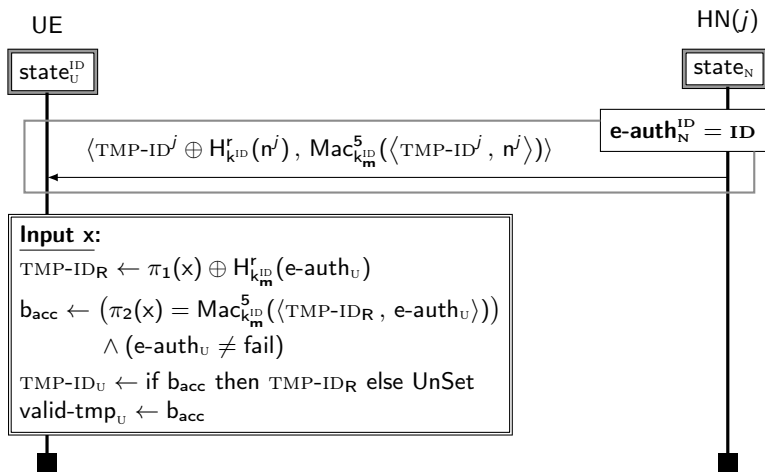 UE
HN(j)
state_U^ID
state_N
e-auth_N^ID = ID
⟨TMP-ID^j ⊕ H^r_{k^ID}(n^j) , Mac^5_{k_m^ID}(⟨TMP-ID^j , n^j⟩)⟩
Input x:
TMP-ID_R ← π_1(x) ⊕ H^r_{k_m^ID}(e-auth_U)
b_acc ← (π_2(x) = Mac^5_{k_m^ID}(⟨TMP-ID_R , e-auth_U⟩))
∧ (e-auth_U ≠ fail)
TMP-ID_U ← if b_acc then TMP-ID_R else UnSet
valid-tmp_U ← b_acc